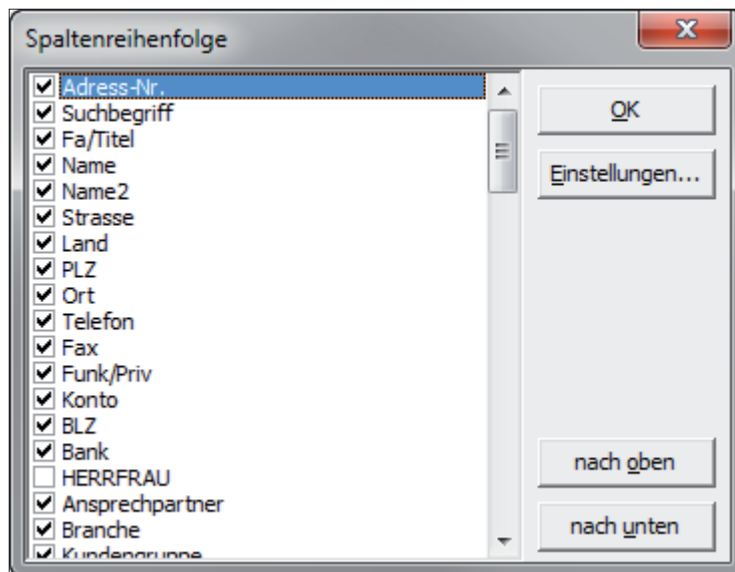 Spaltenreihenfolge
Adress-Nr.
Suchbegriff
Fa/Titel
Name
Name2
Strasse
Land
PLZ
Ort
Telefon
Fax
Funk/Priv
Konto
BLZ
Bank
HERRFRAU
Ansprechpartner
Branche
Kundengruppe
OK
Einstellungen...
nach oben
nach unten